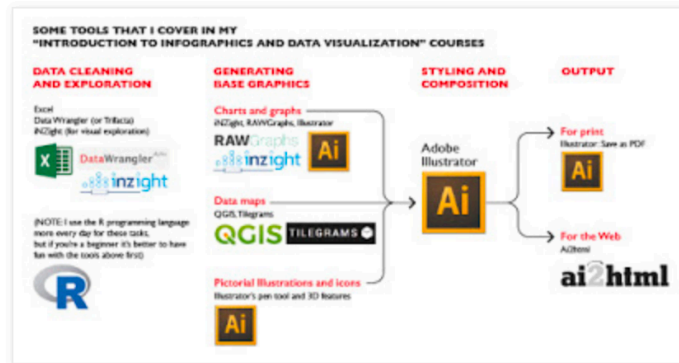 SOME TOOLS THAT I COVER IN MY
"INTRODUCTION TO INFOGRAPHICS AND DATA VISUALIZATION" COURSES
DATA CLEANING
AND EXPLORATION
Excel
Data Wrangler (or Trifacta)
iNZight (for visual exploration)
X
DataWrangler
inzight
(NOTE: I use the R programming language
more every day for these tasks,
but if you're a beginner it's better to have
fun with the tools above first)
R
GENERATING
BASE GRAPHICS
Charts and graphs
iNZight, RAWGraphs, Illustrator
RAWGraphs
inzight
Ai
Data maps
QGIS, Tilegrams
QGIS
TILEGRAMS
Pictorial Illustrations and icons
Illustrator's pen tool and 3D features
Ai
STYLING AND
COMPOSITION
Adobe
Illustrator
Ai
OUTPUT
For print
Illustrator: Save as PDF
Ai
For the Web
Ai2html
ai2html